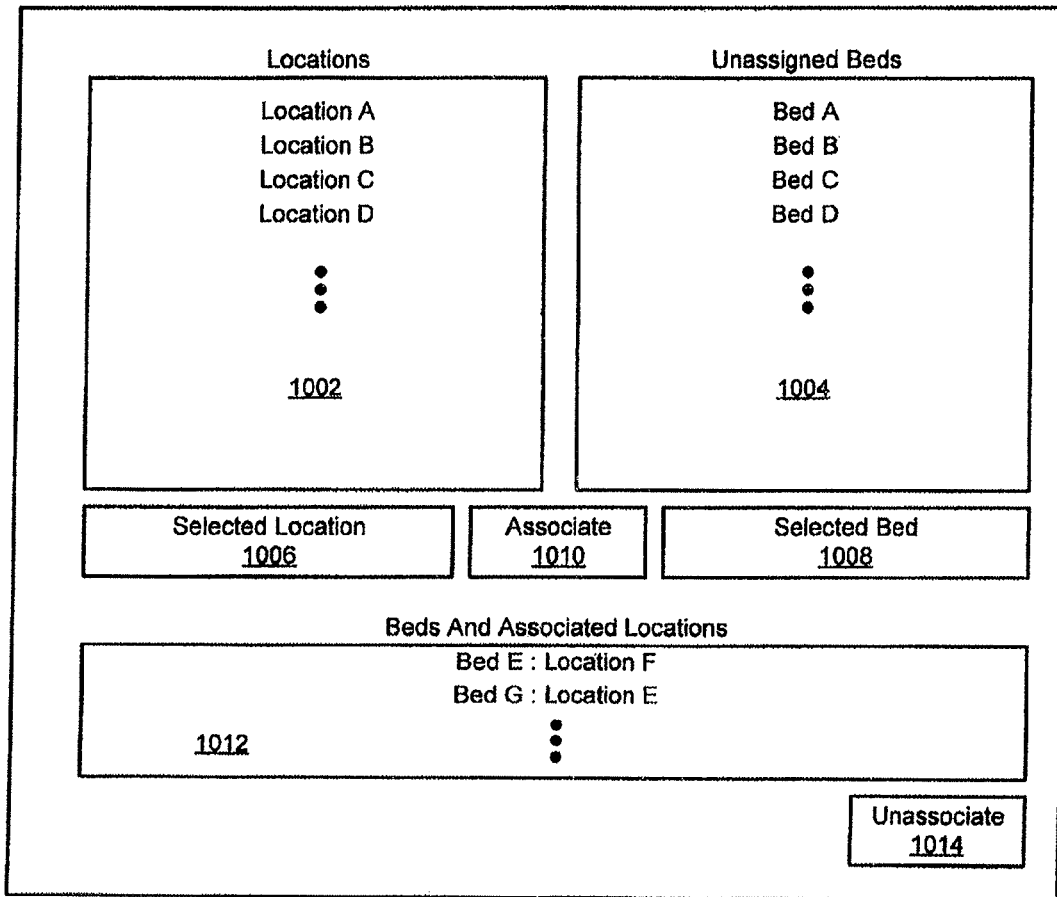 Locations
Location A
Location B
Location C
Location D
1002
Unassigned Beds
Bed A
Bed B
Bed C
Bed D
1004
Selected Location
1006
Associate
1010
Selected Bed
1008
Beds And Associated Locations
Bed E : Location F
Bed G : Location E
1012
Unassociate
1014